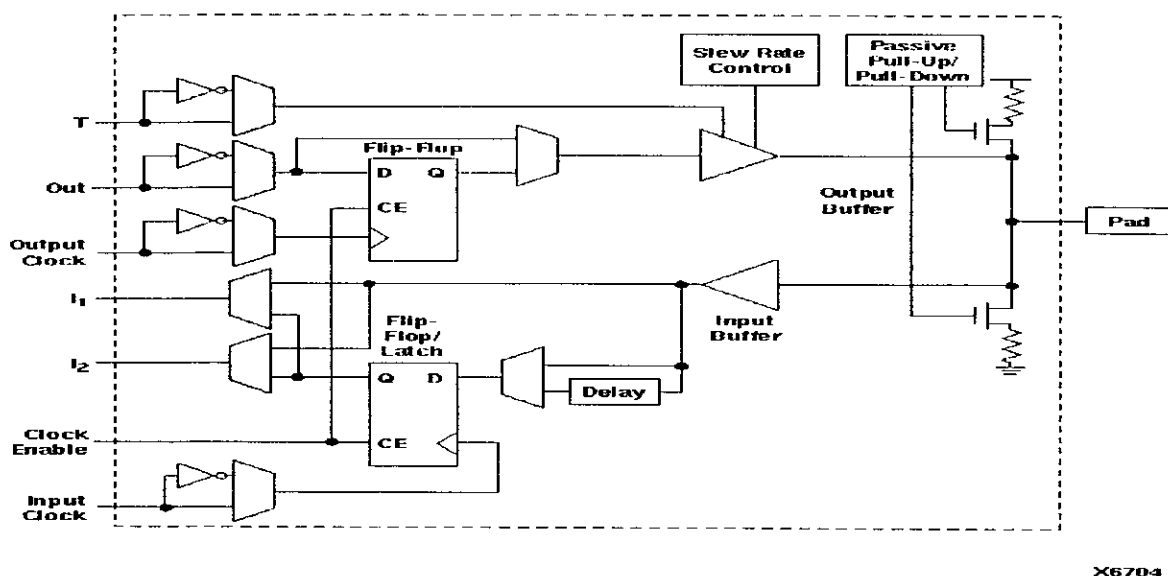 Slew Rate
Control
Passive
Pull-Up/
Pull-Down
T
Flip-Flop
D Q
Out
CE
Output
Buffer
Pad
Output
Clock
I1
Flip-
Flop/
Latch
Input
Buffer
I2
Q D
Delay
Clock
Enable
CE
Input
Clock
X6704